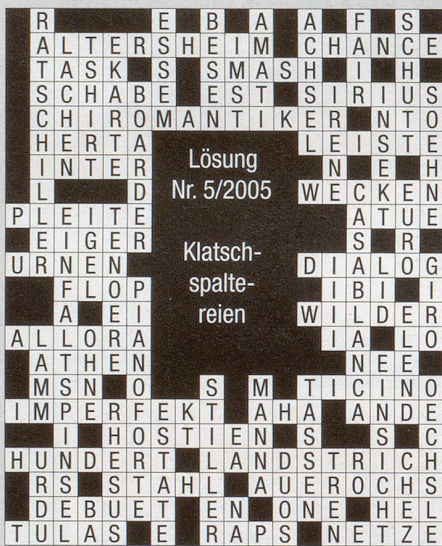 R E B A A F S
ALTERSHEIM CHANCE
TASK S SMASH I H
SCHABE EST SIRIUS
CHIROMANTIKER NTO
HERTA LEISTE
INTER N E H
L D WECKEN
PLEITE ATUE
EIGER S R
URNEN DIALOG
FLOP IBI I
A EI WILDER
ALLORA IA LO
ATHEN NEE
MSN O S M TICINO
IMPERFEKT AHA ANDE
I HOSTIEN S S C
HUNDERT LANDSTRICH
RS STAHL AUEROCHS
DEBUET EN ONE HEL
TULAS E RAPS NETZE
Lösung
Nr. 5/2005
Klatsch-
spalte-
reien